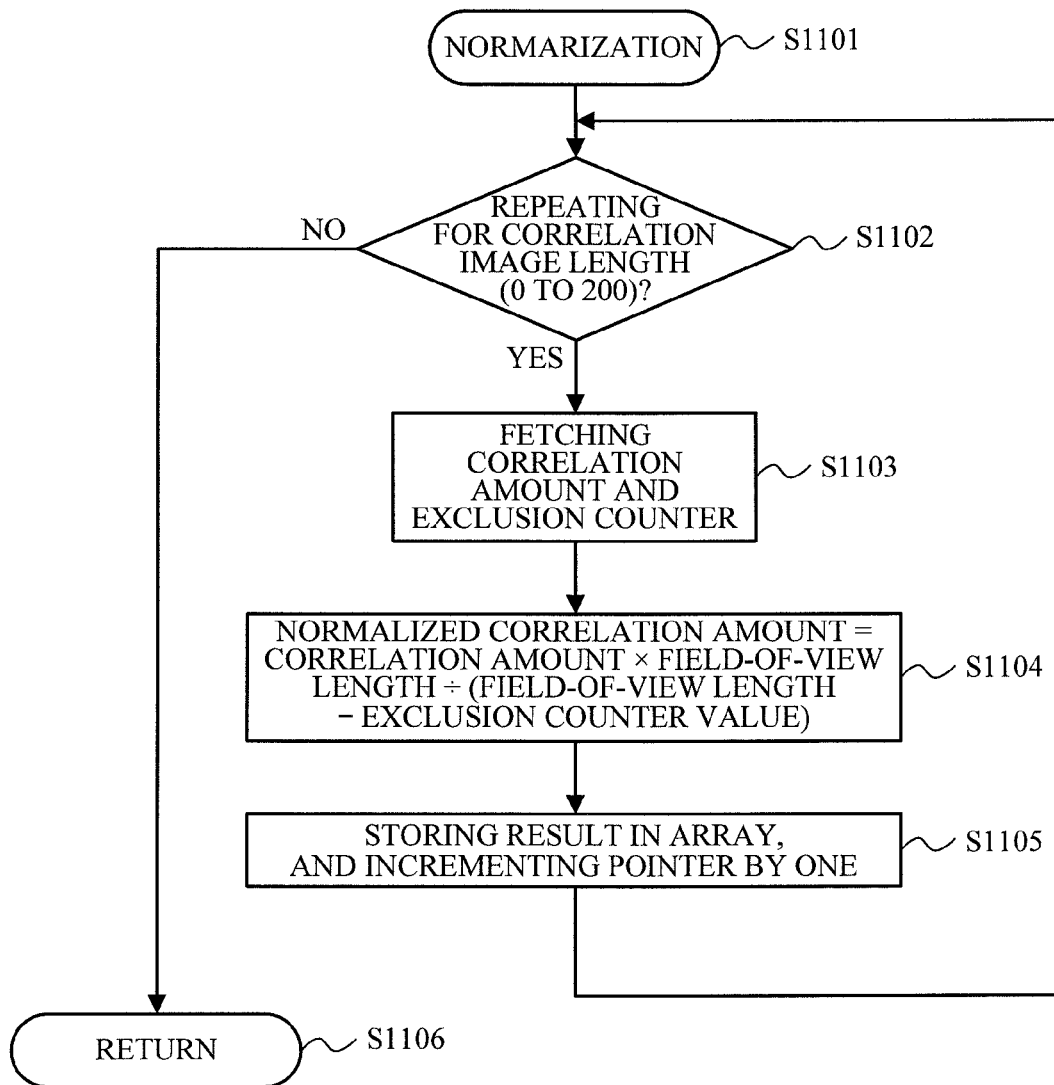 NORMARIZATION
S1101
REPEATING
FOR CORRELATION
IMAGE LENGTH
(0 TO 200)?
S1102
NO
YES
FETCHING
CORRELATION
AMOUNT AND
EXCLUSION COUNTER
S1103
NORMALIZED CORRELATION AMOUNT =
CORRELATION AMOUNT × FIELD-OF-VIEW
LENGTH ÷ (FIELD-OF-VIEW LENGTH
− EXCLUSION COUNTER VALUE)
S1104
STORING RESULT IN ARRAY,
AND INCREMENTING POINTER BY ONE
S1105
RETURN
S1106